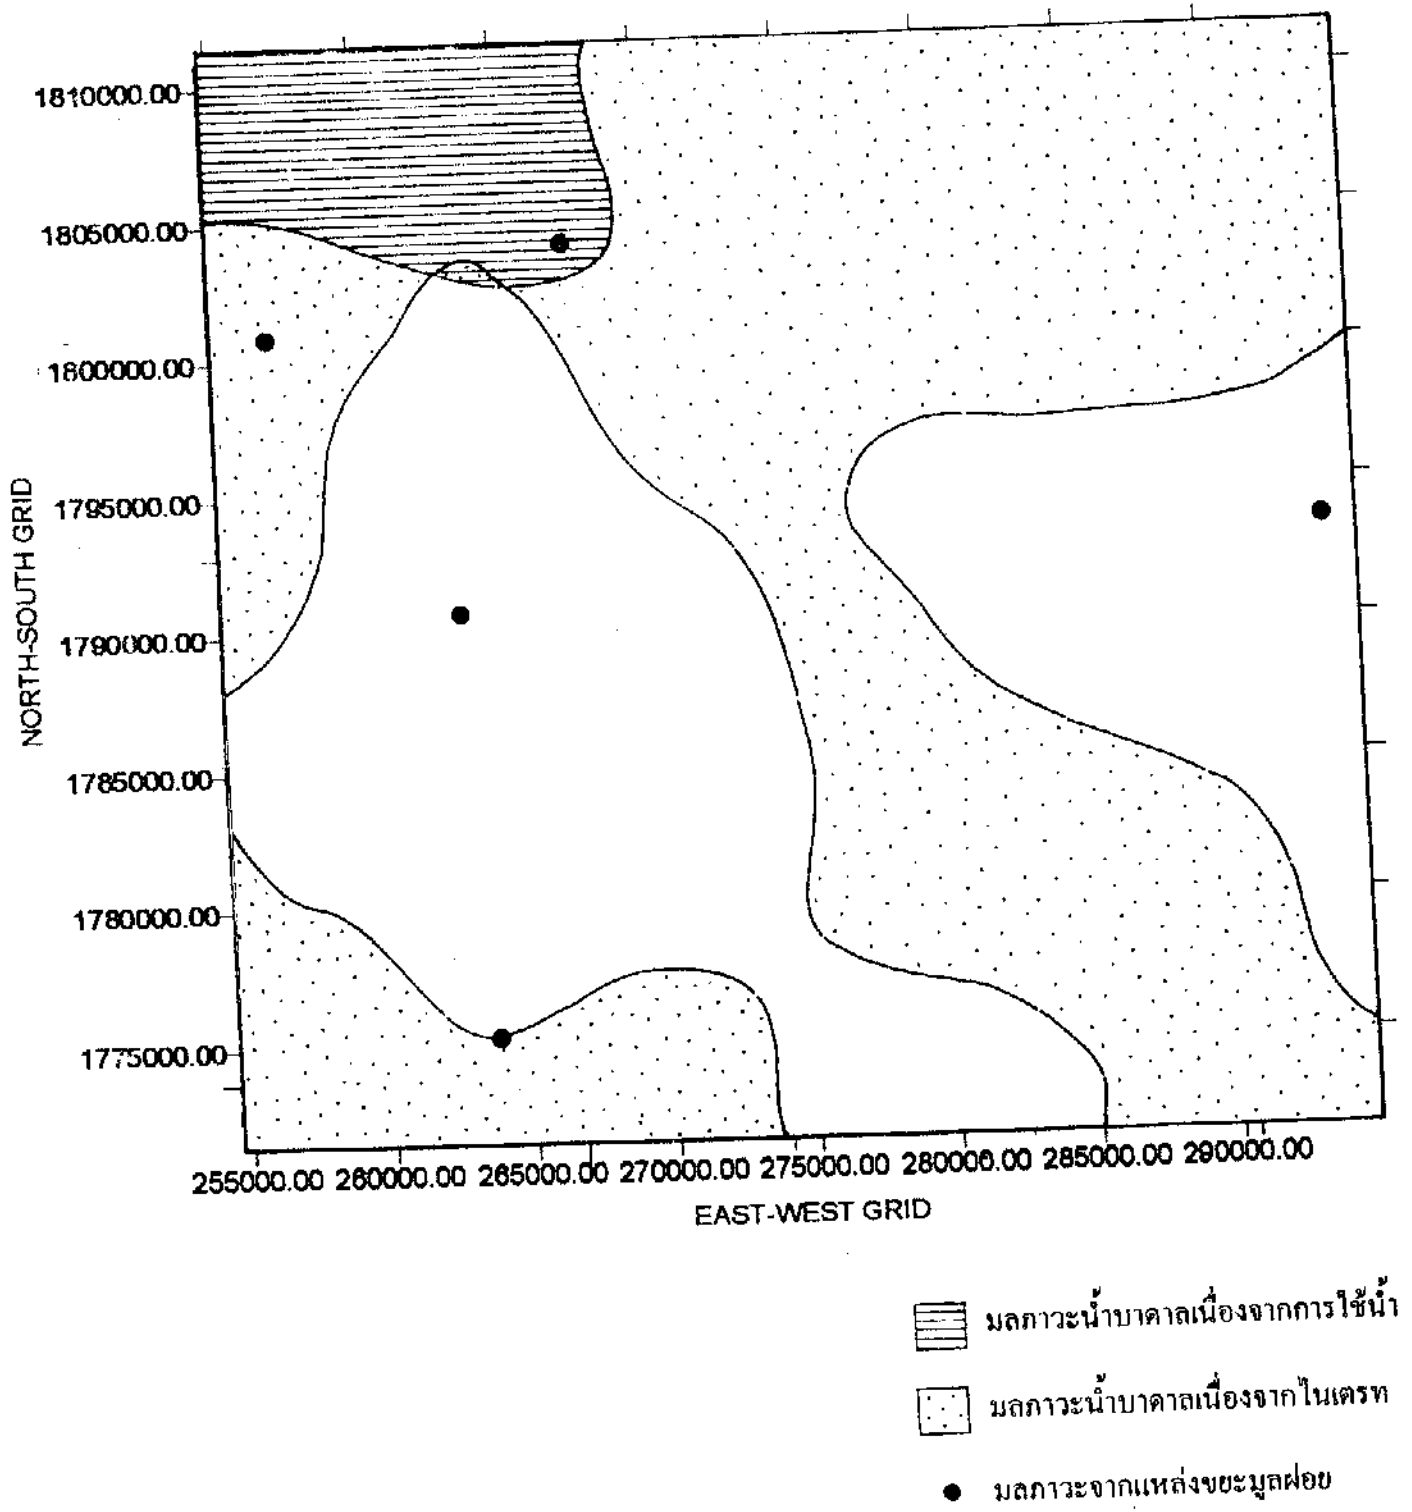 1810000.00
1805000.00
1800000.00
1795000.00
1790000.00
1785000.00
1780000.00
1775000.00
NORTH-SOUTH GRID
255000.00 260000.00 265000.00 270000.00 275000.00 280000.00 285000.00 290000.00
EAST-WEST GRID
มลภาวะน้ำบาดาลเนื่องจากการใช้น้ำ
มลภาวะน้ำบาดาลเนื่องจากไนเตรท
มลภาวะจากแหล่งขยะมูลฝอย